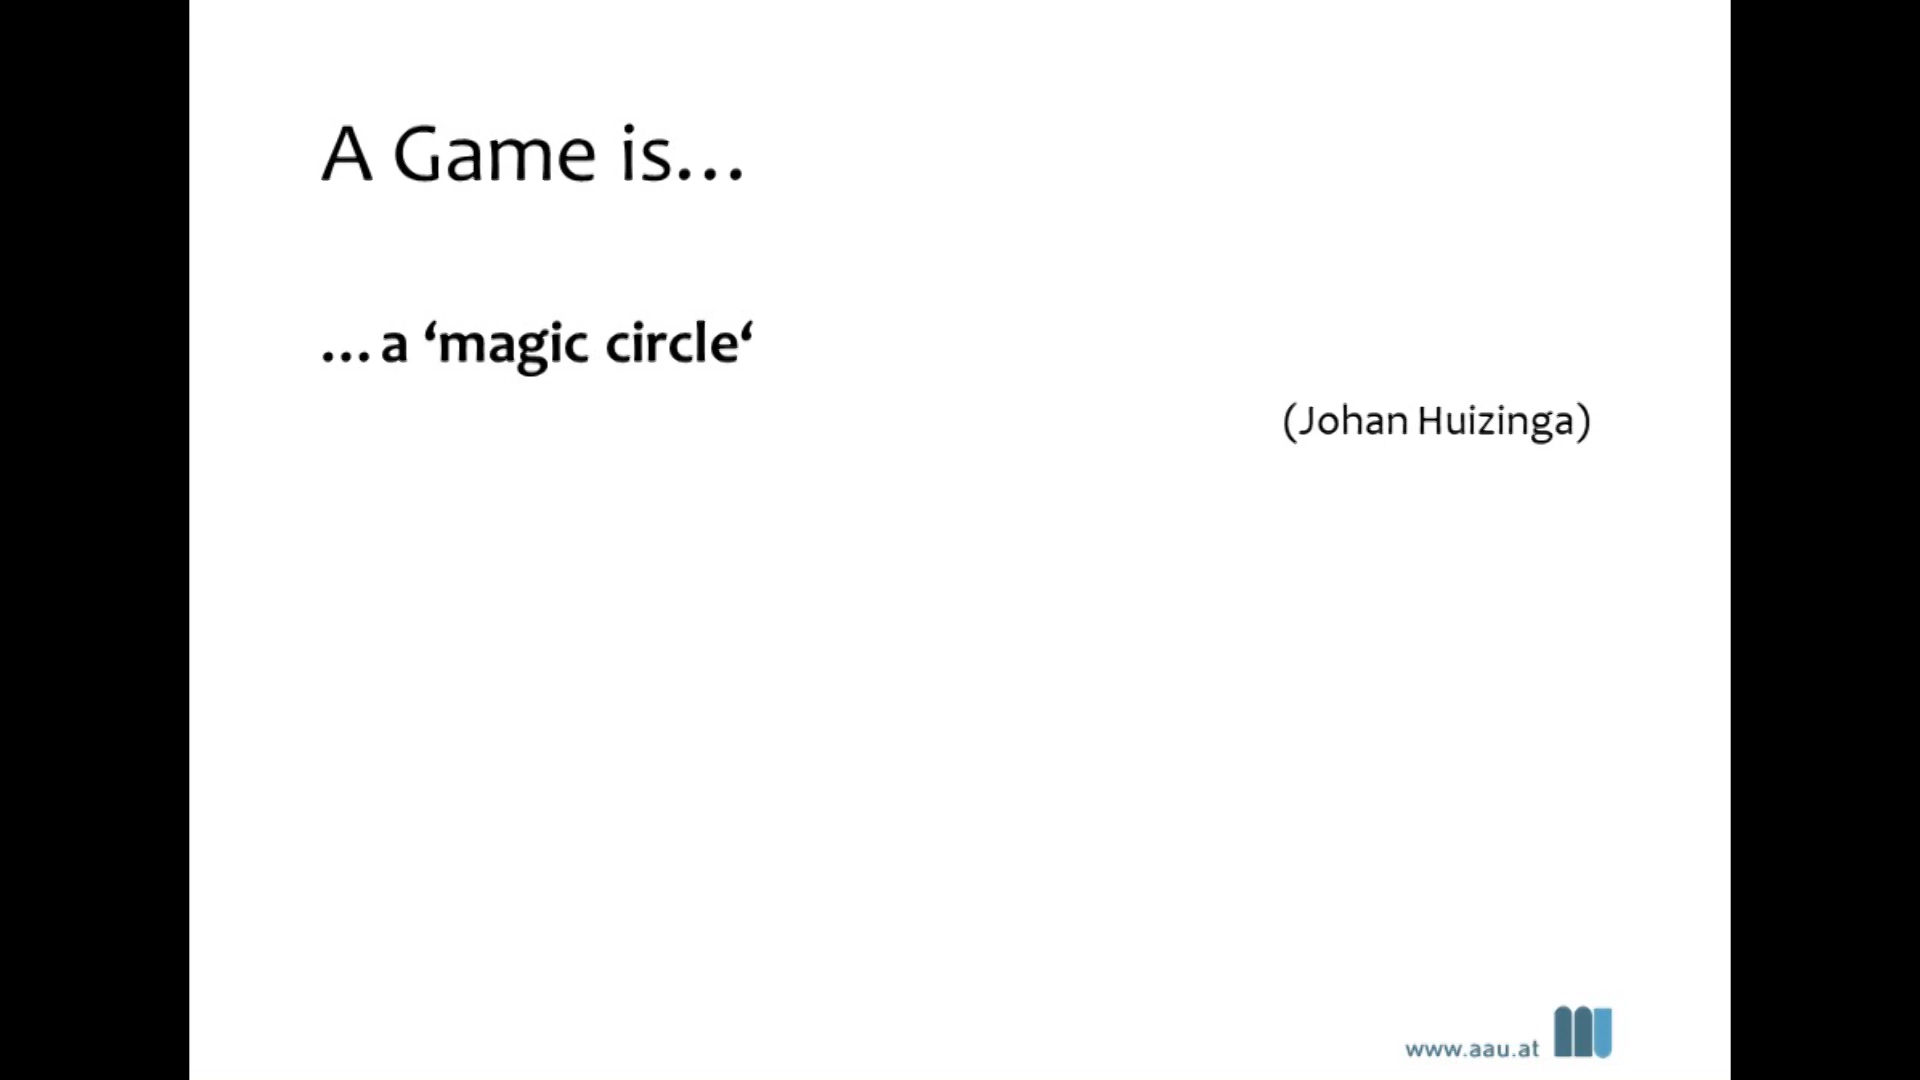 A Game is...
...a ‘magic circle‘
(Johan Huizinga)
www.aau.at